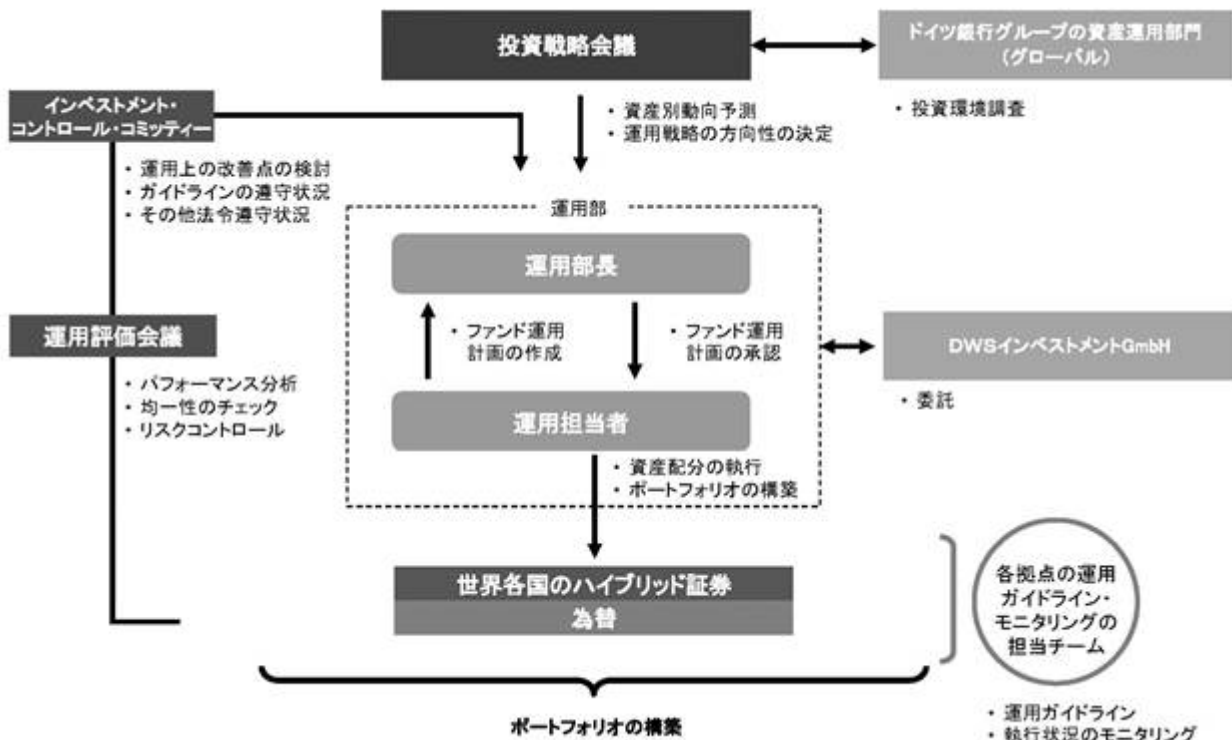 投資戦略会議
ドイツ銀行グループの資産運用部門
(グローバル)
・投資環境調査
・資産別動向予測
・運用戦略の方向性の決定
インベストメント・
コントロール・コミッティー
・運用上の改善点の検討
・ガイドラインの遵守状況
・その他法令遵守状況
運用部
運用部長
・ファンド運用
計画の作成
・ファンド運用
計画の承認
運用評価会議
・パフォーマンス分析
・均一性のチェック
・リスクコントロール
DWSインベストメントGmbH
・委託
運用担当者
・資産配分の執行
・ポートフォリオの構築
世界各国のハイブリッド証券
為替
各拠点の運用
ガイドライン・
モニタリングの
担当チーム
・運用ガイドライン
・執行状況のモニタリング
ポートフォリオの構築